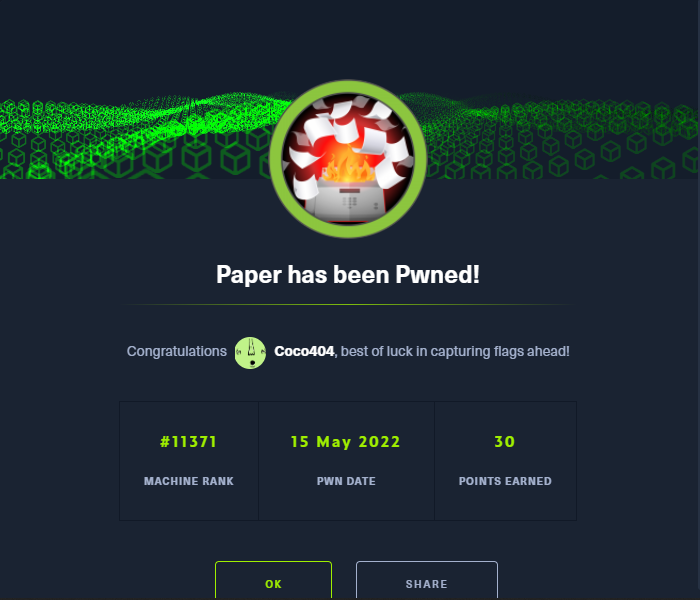 Paper has been Pwned!
Congratulations Coco404, best of luck in capturing flags ahead!
#11371 15 May 2022 30
MACHINE RANK PWN DATE POINTS EARNED
OK SHARE